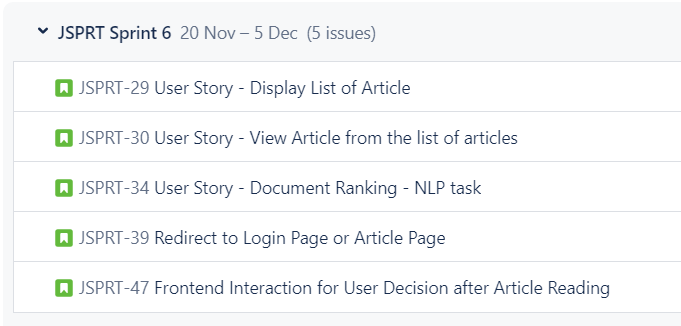 JSPRT Sprint 6 20 Nov – 5 Dec (5 issues)
JSPRT-29 User Story - Display List of Article
JSPRT-30 User Story - View Article from the list of articles
JSPRT-34 User Story - Document Ranking - NLP task
JSPRT-39 Redirect to Login Page or Article Page
JSPRT-47 Frontend Interaction for User Decision after Article Reading